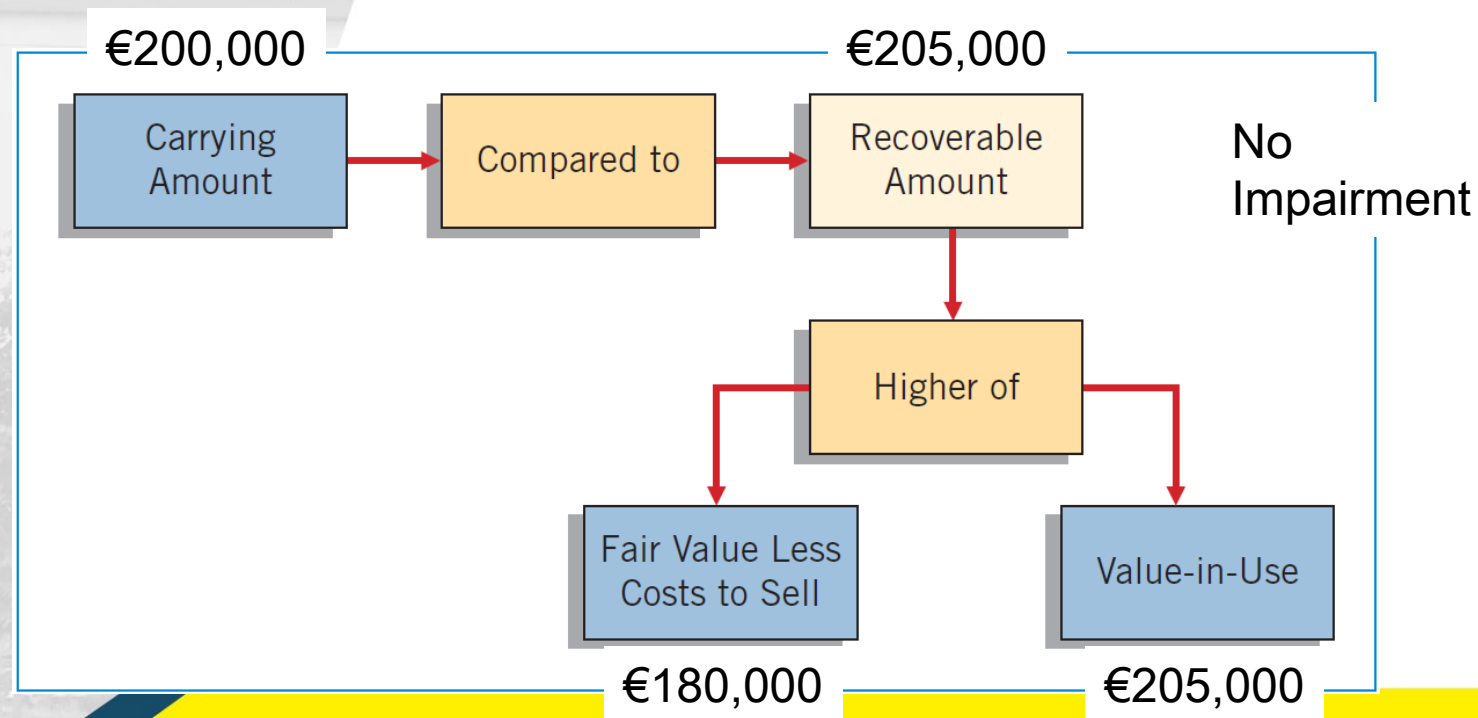 €200,000
€205,000
Carrying
Amount
Compared to
Recoverable
Amount
No
Impairment
Higher of
Fair Value Less
Costs to Sell
Value-in-Use
€180,000
€205,000